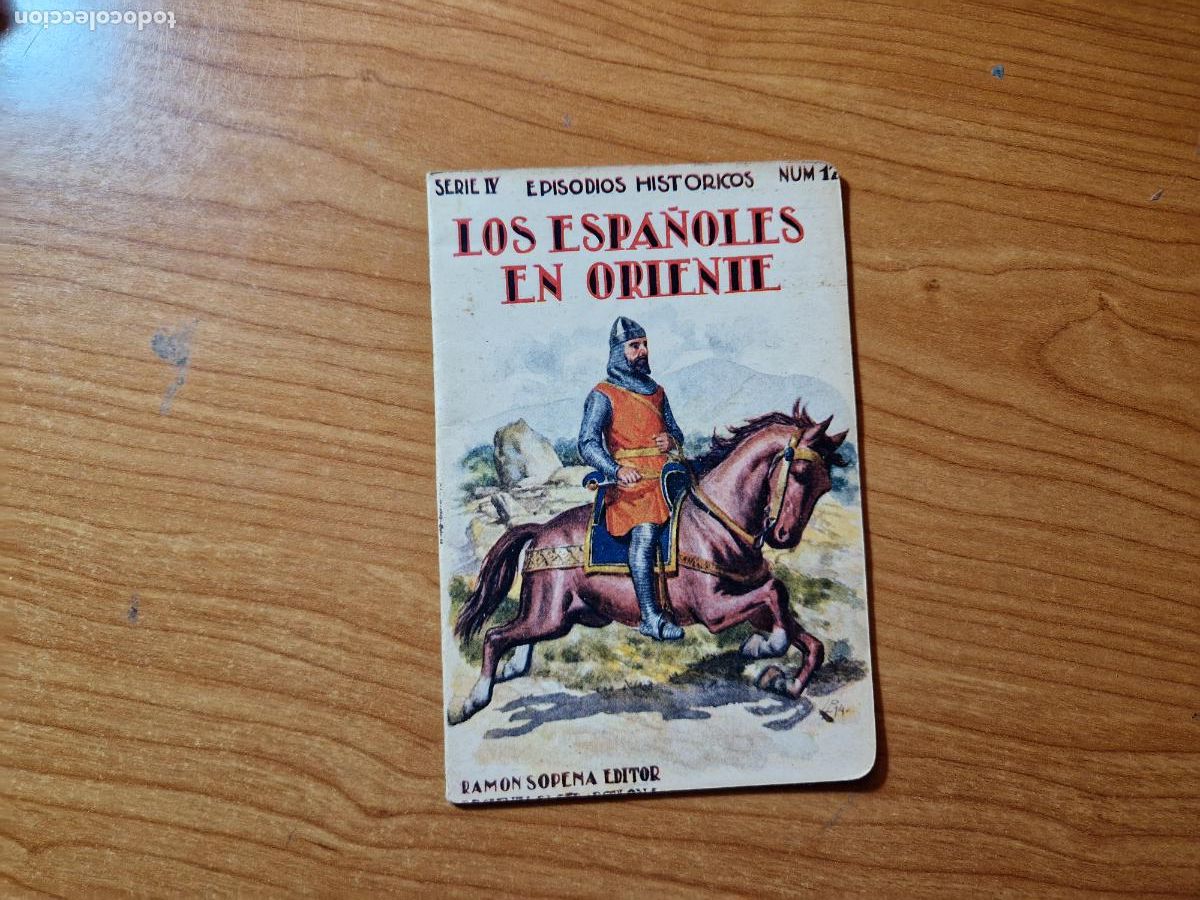 todocoleccion
SERIE IV EPISODIOS HISTORICOS NUM 12
LOS ESPAÑOLES
EN ORIENTE
RAMON SOPENA EDITOR